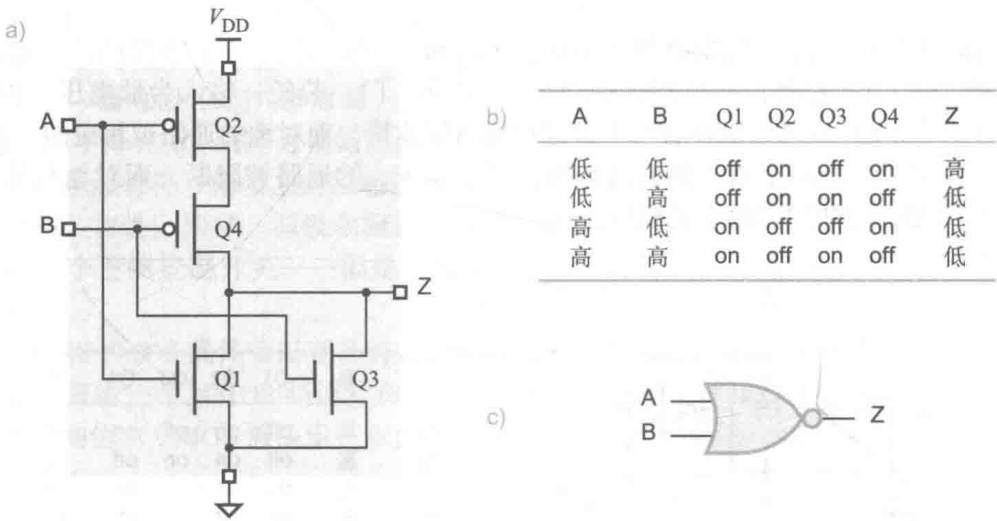 a)
V_DD
A
Q2
B
Q4
Z
Q1
Q3
b)
A B Q1 Q2 Q3 Q4 Z
低 低 off on off on 高
低 高 off on on off 低
高 低 on off off on 低
高 高 on off on off 低
c)
A
B
Z